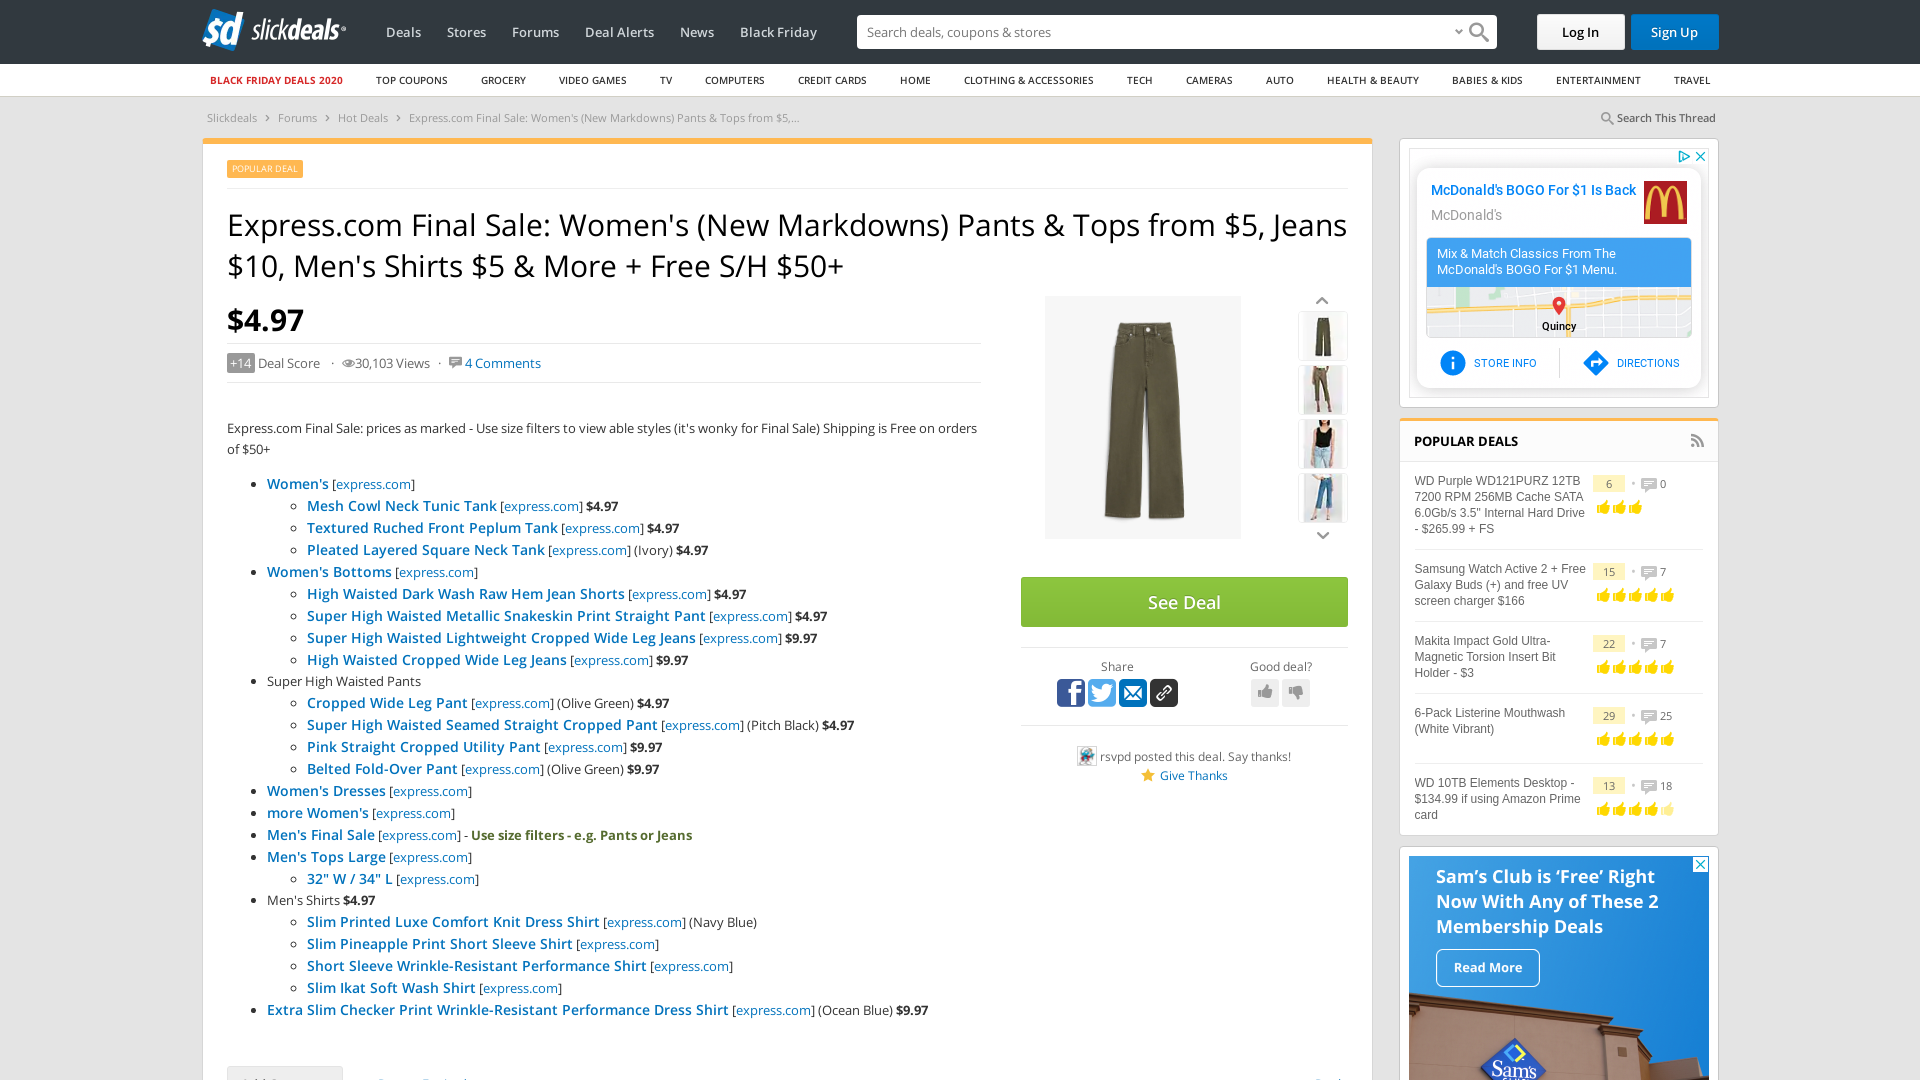 slickdeals
Deals Stores Forums Deal Alerts News Black Friday
Search deals, coupons & stores
Log In Sign Up
BLACK FRIDAY DEALS 2020 TOP COUPONS GROCERY VIDEO GAMES TV COMPUTERS CREDIT CARDS HOME CLOTHING & ACCESSORIES TECH CAMERAS AUTO HEALTH & BEAUTY BABIES & KIDS ENTERTAINMENT TRAVEL
Slickdeals › Forums › Hot Deals › Express.com Final Sale: Women's (New Markdowns) Pants & Tops from $5,...
Search This Thread
POPULAR DEAL
Express.com Final Sale: Women's (New Markdowns) Pants & Tops from $5, Jeans
$10, Men's Shirts $5 & More + Free S/H $50+
$4.97
+14 Deal Score · 30,103 Views · 4 Comments
Express.com Final Sale: prices as marked - Use size filters to view able styles (it's wonky for Final Sale) Shipping is Free on orders
of $50+
Women's [express.com]
Mesh Cowl Neck Tunic Tank [express.com] $4.97
Textured Ruched Front Peplum Tank [express.com] $4.97
Pleated Layered Square Neck Tank [express.com] (Ivory) $4.97
Women's Bottoms [express.com]
High Waisted Dark Wash Raw Hem Jean Shorts [express.com] $4.97
Super High Waisted Metallic Snakeskin Print Straight Pant [express.com] $4.97
Super High Waisted Lightweight Cropped Wide Leg Jeans [express.com] $9.97
High Waisted Cropped Wide Leg Jeans [express.com] $9.97
Super High Waisted Pants
Cropped Wide Leg Pant [express.com] (Olive Green) $4.97
Super High Waisted Seamed Straight Cropped Pant [express.com] (Pitch Black) $4.97
Pink Straight Cropped Utility Pant [express.com] $9.97
Belted Fold-Over Pant [express.com] (Olive Green) $9.97
Women's Dresses [express.com]
more Women's [express.com]
Men's Final Sale [express.com] - Use size filters - e.g. Pants or Jeans
Men's Tops Large [express.com]
32" W / 34" L [express.com]
Men's Shirts $4.97
Slim Printed Luxe Comfort Knit Dress Shirt [express.com] (Navy Blue)
Slim Pineapple Print Short Sleeve Shirt [express.com]
Short Sleeve Wrinkle-Resistant Performance Shirt [express.com]
Slim Ikat Soft Wash Shirt [express.com]
Extra Slim Checker Print Wrinkle-Resistant Performance Dress Shirt [express.com] (Ocean Blue) $9.97
See Deal
Share
Good deal?
rsvpd posted this deal. Say thanks!
Give Thanks
McDonald's BOGO For $1 Is Back
McDonald's
Mix & Match Classics From The
McDonald's BOGO For $1 Menu.
Quincy
STORE INFO DIRECTIONS
POPULAR DEALS
WD Purple WD121PURZ 12TB
7200 RPM 256MB Cache SATA
6.0Gb/s 3.5" Internal Hard Drive
- $265.99 + FS
6 • 0
Samsung Watch Active 2 + Free
Galaxy Buds (+) and free UV
screen charger $166
15 • 7
Makita Impact Gold Ultra-
Magnetic Torsion Insert Bit
Holder - $3
22 • 7
6-Pack Listerine Mouthwash
(White Vibrant)
29 • 25
WD 10TB Elements Desktop -
$134.99 if using Amazon Prime
card
13 • 18
Sam's Club is 'Free' Right
Now With Any of These 2
Membership Deals
Read More
Sam's